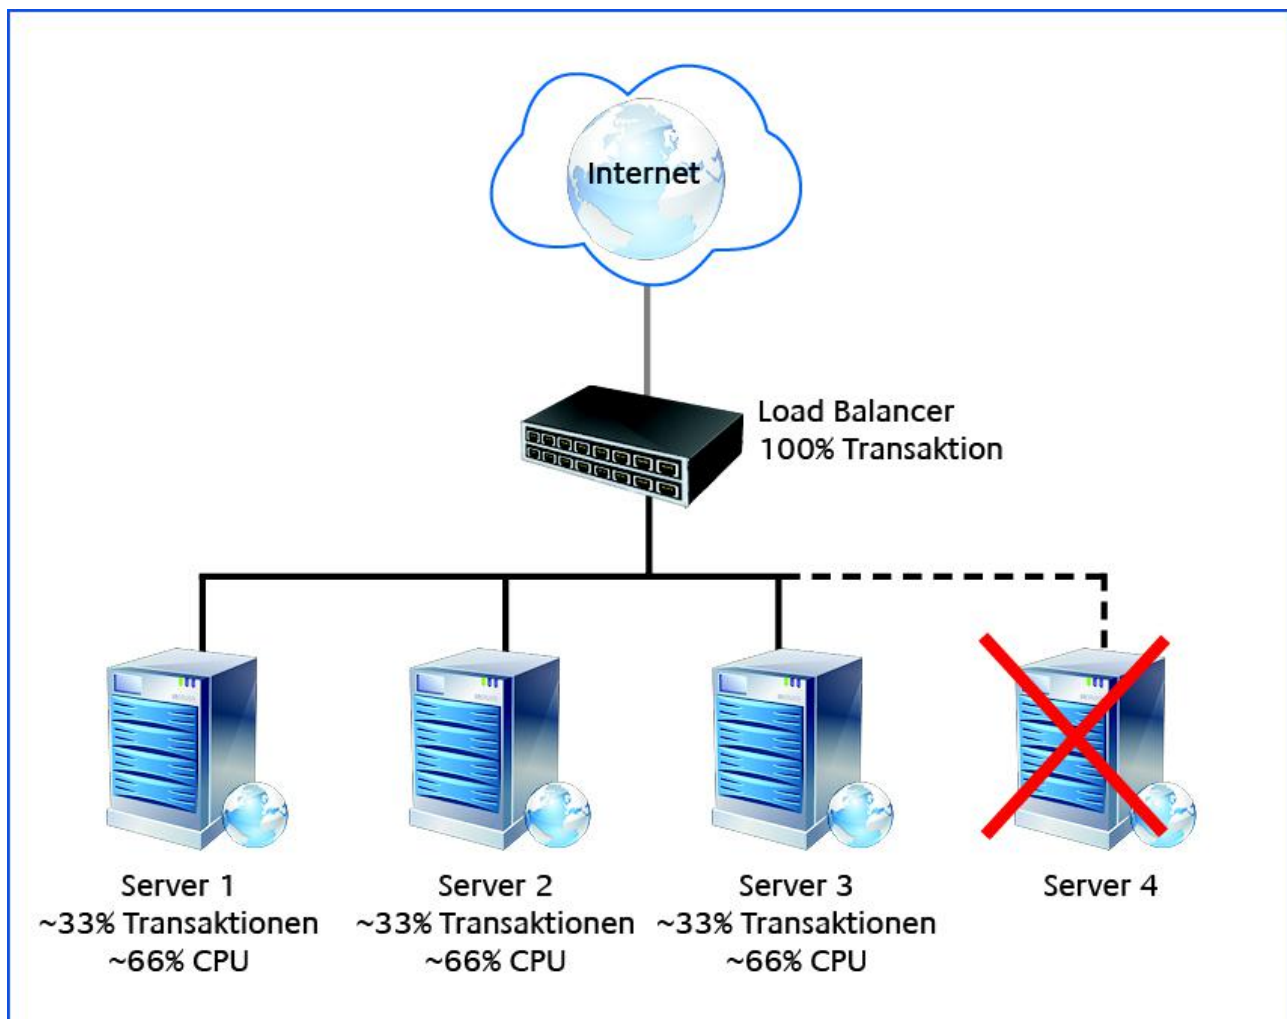 Internet
Load Balancer
100% Transaktion
Server 1
~33% Transaktionen
~66% CPU
Server 2
~33% Transaktionen
~66% CPU
Server 3
~33% Transaktionen
~66% CPU
Server 4